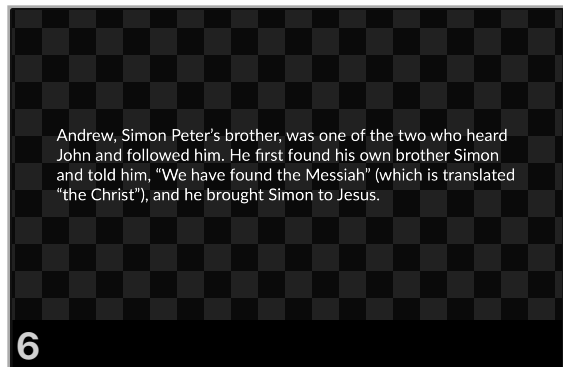 Andrew, Simon Peter’s brother, was one of the two who heard
John and followed him. He first found his own brother Simon
and told him, “We have found the Messiah” (which is translated
“the Christ”), and he brought Simon to Jesus.
6